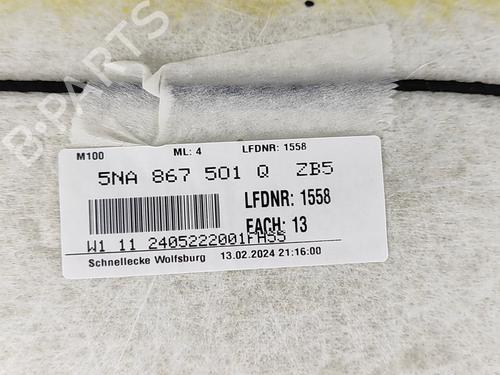 B-PARTS
M100 ML: 4 LFDNR: 1558
5NA 867 501 Q ZB5
LFDNR: 1558
FACH: 13
W1 11 2405222001FHSS
Schnellecke Wolfsburg 13.02.2024 21:16:00